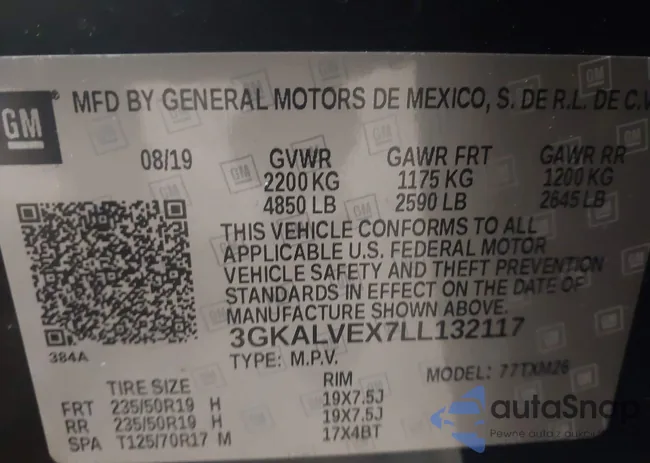 GM
MFD BY GENERAL MOTORS DE MEXICO, S. DE R.L. DE C.V
08/19 GVWR GAWR FRT GAWR RR
2200 KG 1175 KG 1200 KG
4850 LB 2590 LB 2645 LB
THIS VEHICLE CONFORMS TO ALL
APPLICABLE U.S. FEDERAL MOTOR
VEHICLE SAFETY AND THEFT PREVENTION
STANDARDS IN EFFECT ON THE DATE OF
MANUFACTURE SHOWN ABOVE.
384A
3GKALVEX7LL132117
TYPE: M.P.V. MODEL: 77TXM26
TIRE SIZE RIM
FRT 235/50R19 H 19X7.5J
RR 235/50R19 H 19X7.5J
SPA T125/70R17 M 17X4BT
autaSnap
Pewne auta z aukcji